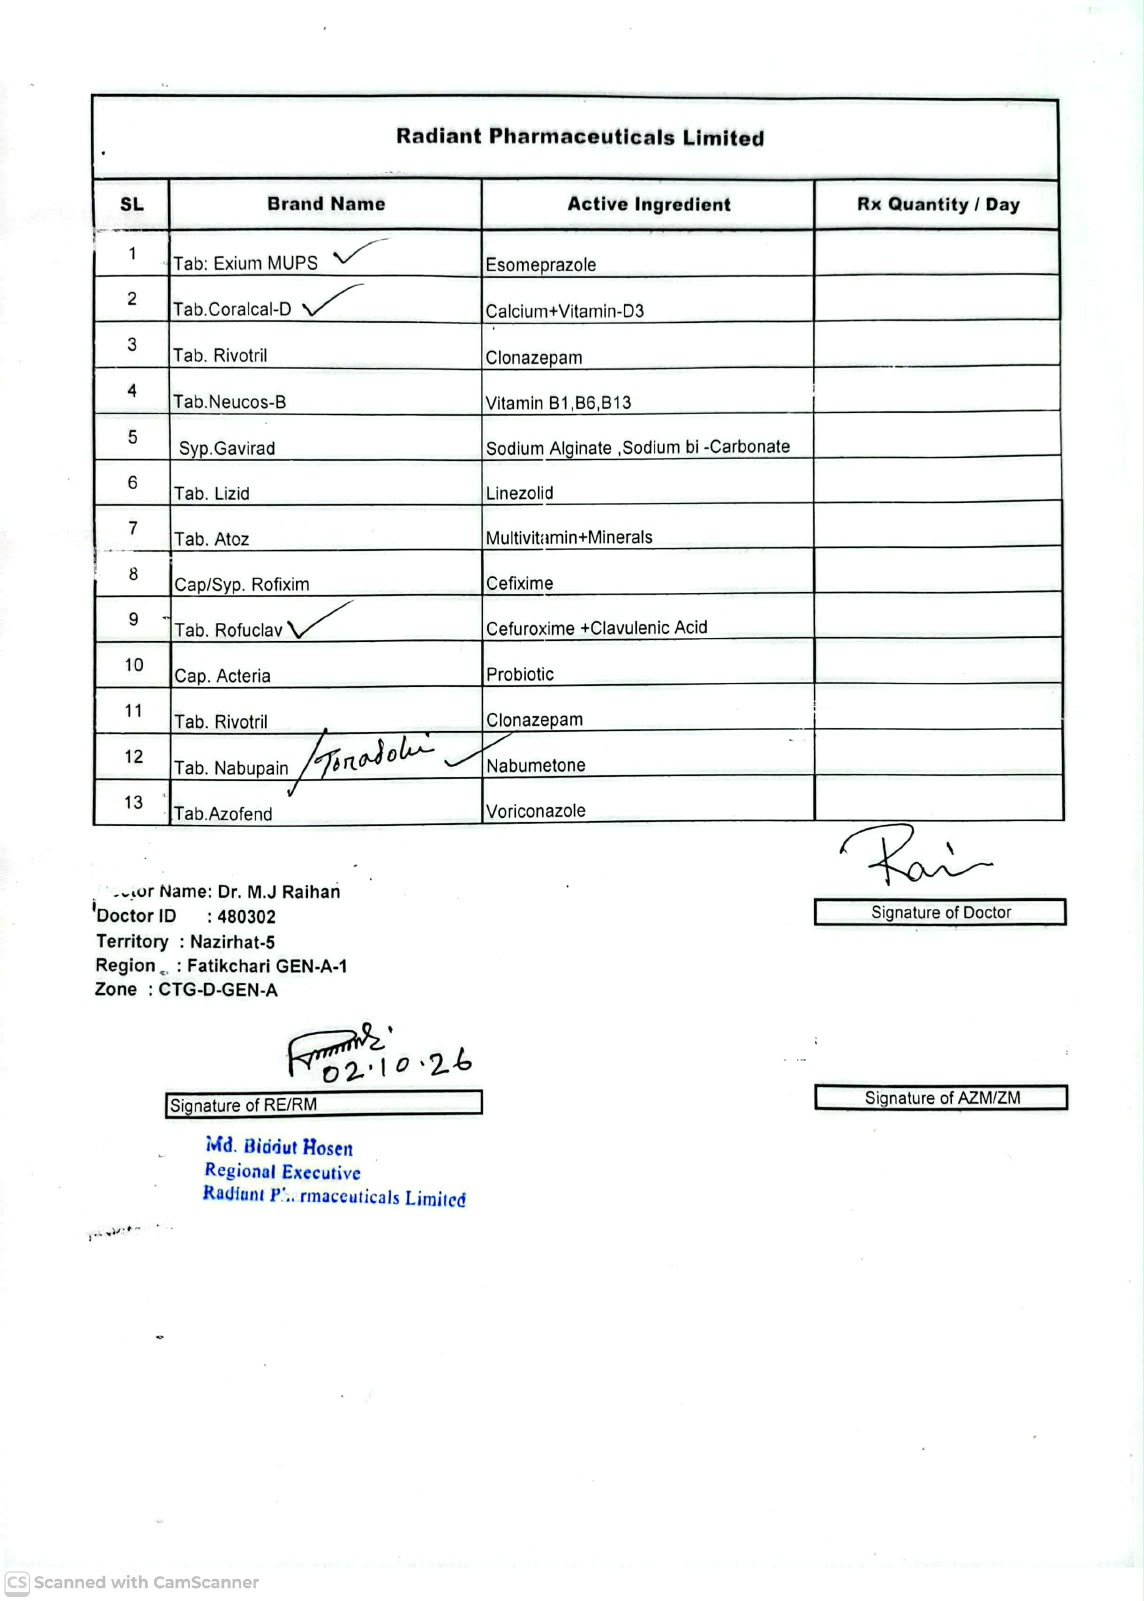 Radiant Pharmaceuticals Limited
SL Brand Name Active Ingredient Rx Quantity / Day
1 Tab: Exium MUPS Esomeprazole
2 Tab.Coralcal-D Calcium+Vitamin-D3
3 Tab. Rivotril Clonazepam
4 Tab.Neucos-B Vitamin B1,B6,B13
5 Syp.Gavirad Sodium Alginate ,Sodium bi -Carbonate
6 Tab. Lizid Linezolid
7 Tab. Atoz Multivitamin+Minerals
8 Cap/Syp. Rofixim Cefixime
9 Tab. Rofuclav Cefuroxime +Clavulenic Acid
10 Cap. Acteria Probiotic
11 Tab. Rivotril Clonazepam
12 Tab. Nabupain / Nabumetone
13 Tab.Azofend Voriconazole
Name: Dr. M.J Raihan
Doctor ID : 480302
Signature of Doctor
Territory : Nazirhat-5
Region : Fatikchari GEN-A-1
Zone : CTG-D-GEN-A
02.10.26
Signature of RE/RM
Signature of AZM/ZM
Md. Biddut Hosen
Regional Executive
Radiant Pharmaceuticals Limited
CS Scanned with CamScanner